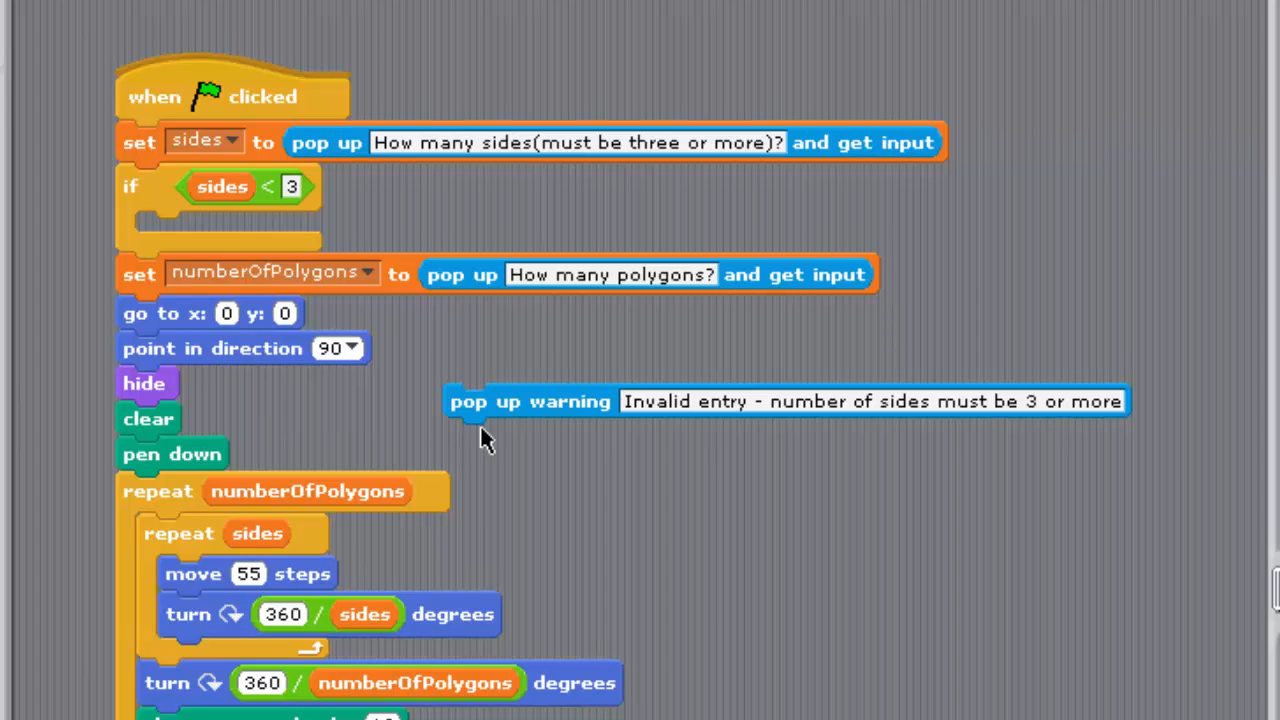 when clicked
set sides to pop up How many sides(must be three or more)? and get input
if sides < 3
set numberOfPolygons to pop up How many polygons? and get input
go to x: 0 y: 0
point in direction 90
hide
pop up warning Invalid entry - number of sides must be 3 or more
clear
pen down
repeat numberOfPolygons
repeat sides
move 55 steps
turn 360 / sides degrees
turn 360 / numberOfPolygons degrees